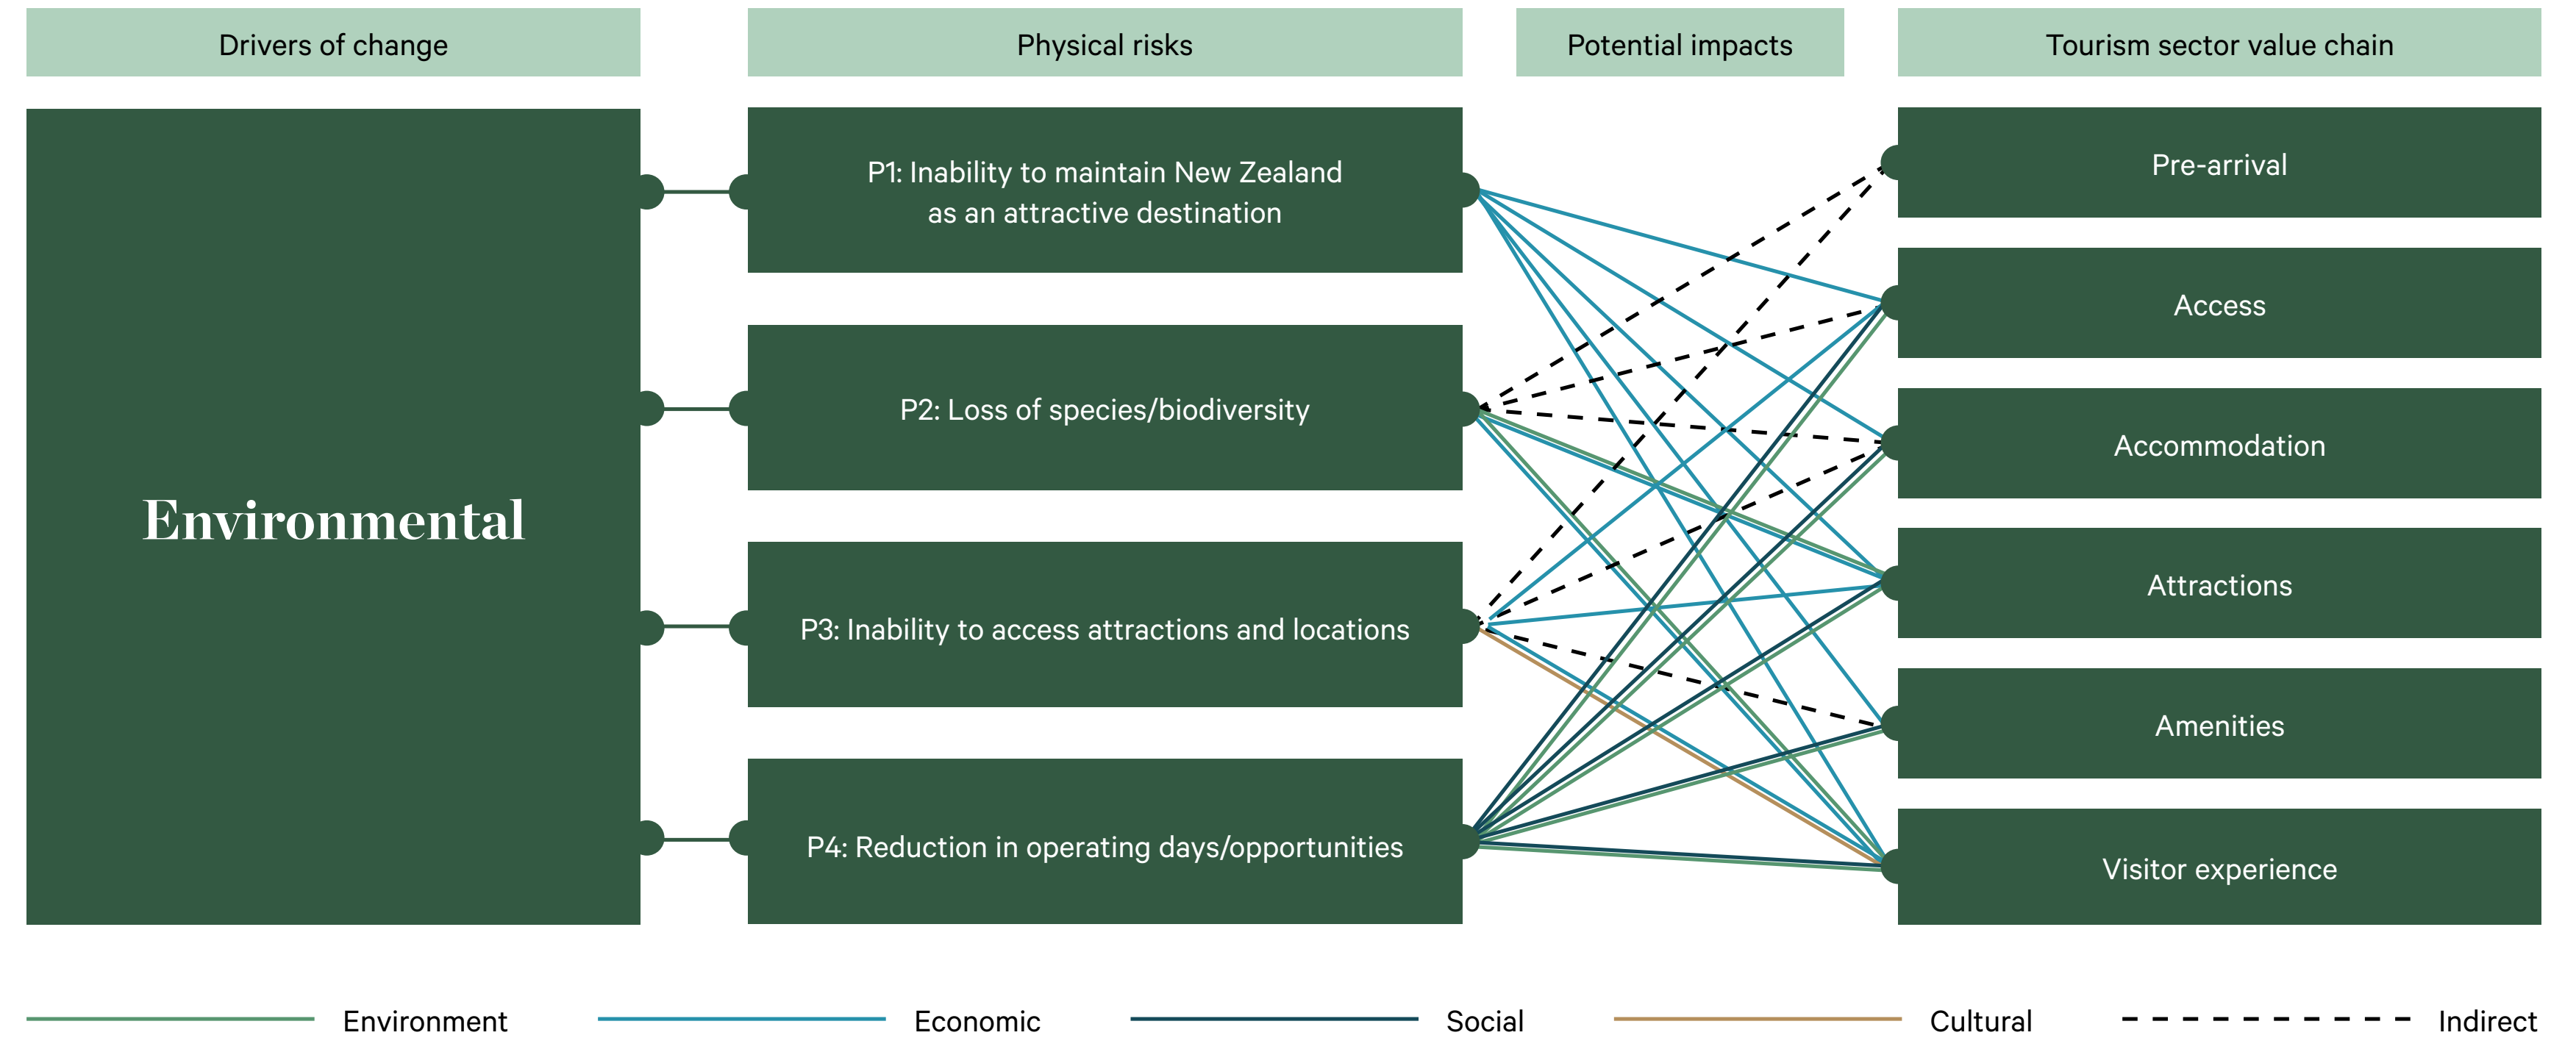 Drivers of change
Physical risks
Potential impacts
Tourism sector value chain
Environmental
P1: Inability to maintain New Zealand
as an attractive destination
P2: Loss of species/biodiversity
P3: Inability to access attractions and locations
P4: Reduction in operating days/opportunities
Pre-arrival
Access
Accommodation
Attractions
Amenities
Visitor experience
Environment
Economic
Social
Cultural
Indirect